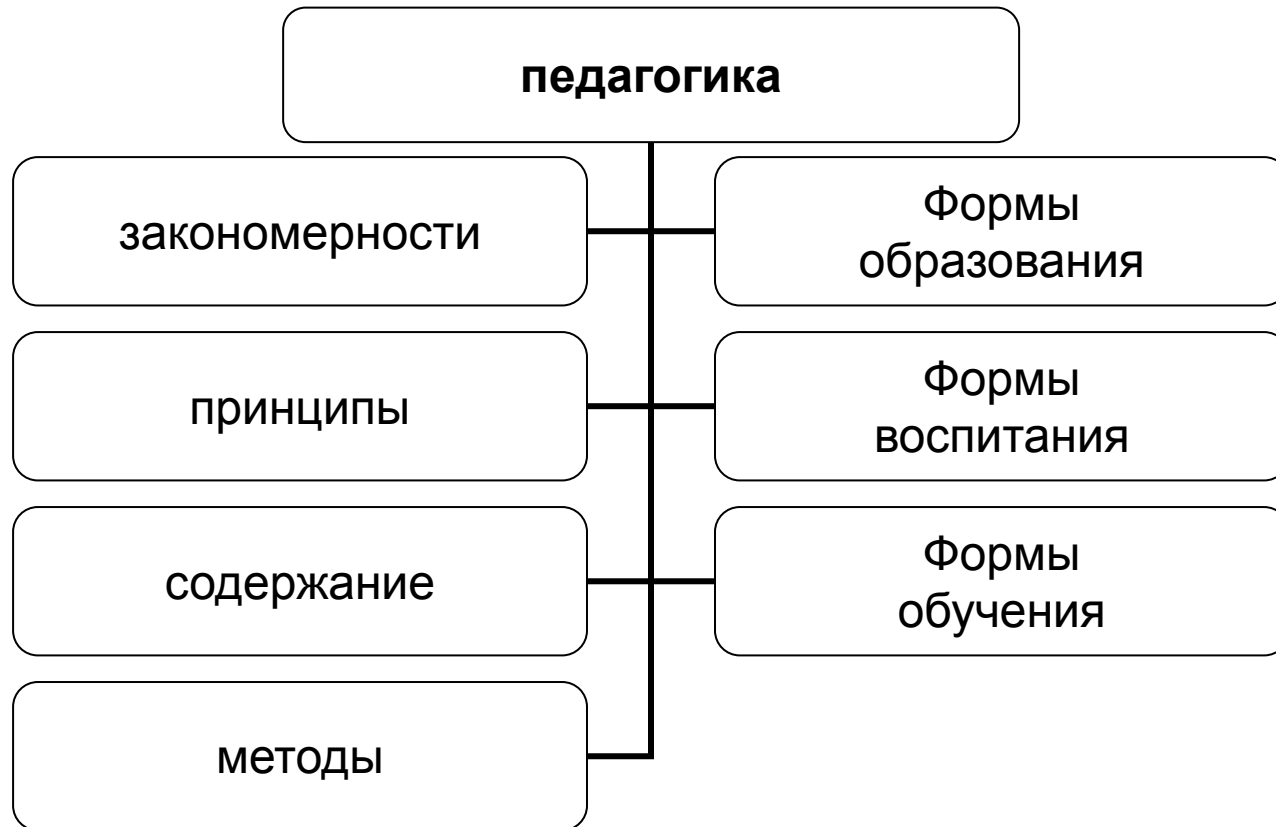 педагогика
закономерности
Формы
образования
принципы
Формы
воспитания
содержание
Формы
обучения
методы